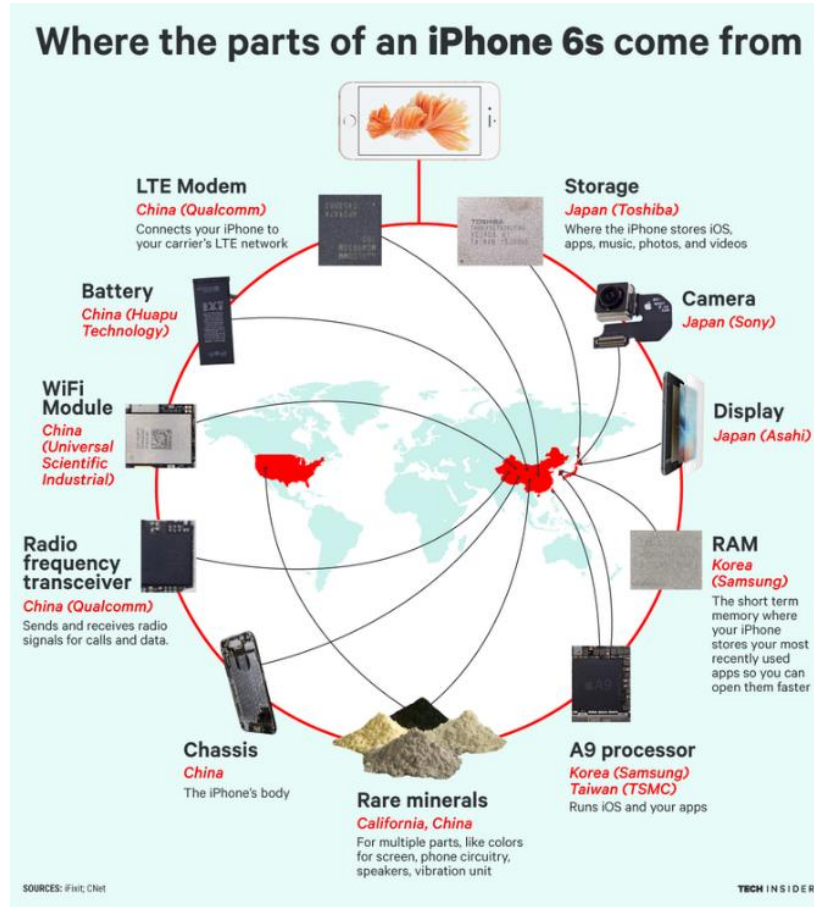 Where the parts of an iPhone 6s come from
LTE Modem
China (Qualcomm)
Connects your iPhone to
your carrier's LTE network
Storage
Japan (Toshiba)
Where the iPhone stores iOS,
apps, music, photos, and videos
TOSHIBA
Battery
China (Huapu
Technology)
Camera
Japan (Sony)
WiFi
Module
China
(Universal
Scientific
Industrial)
Display
Japan (Asahi)
Radio
frequency
transceiver
China (Qualcomm)
Sends and receives radio
signals for calls and data.
RAM
Korea
(Samsung)
The short term
memory where
your iPhone
stores your most
recently used
apps so you can
open them faster
Chassis
China
The iPhone's body
A9
A9 processor
Korea (Samsung)
Taiwan (TSMC)
Runs iOS and your apps
Rare minerals
California, China
For multiple parts, like colors
for screen, phone circuitry,
speakers, vibration unit
SOURCES: iFixit; CNet
TECH INSIDER